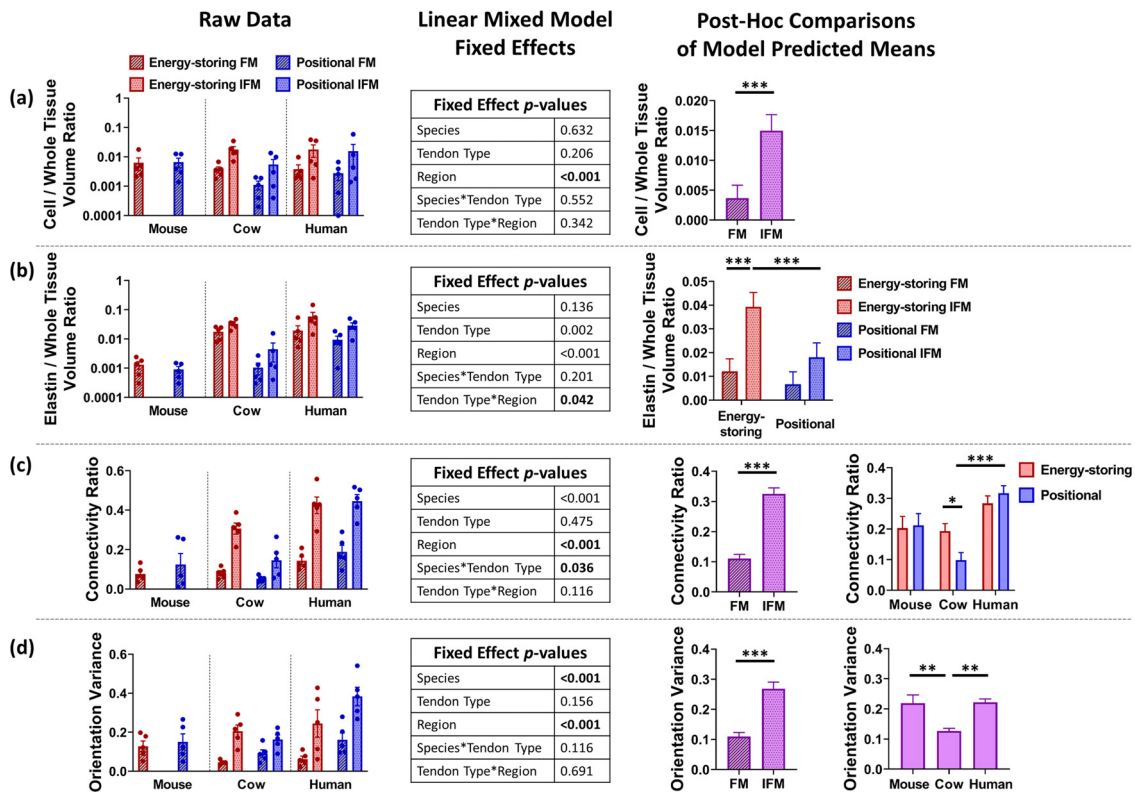 Raw Data
Linear Mixed Model
Fixed Effects
Post-Hoc Comparisons
of Model Predicted Means
Energy-storing FM
Positional FM
Energy-storing IFM
Positional IFM
(a)
Cell / Whole Tissue
Volume Ratio
1
0.1
0.01
0.001
0.0001
Mouse
Cow
Human
Fixed Effect p-values
Species 0.632
Tendon Type 0.206
Region <0.001
Species*Tendon Type 0.552
Tendon Type*Region 0.342
Cell / Whole Tissue
Volume Ratio
0.020
0.015
0.010
0.005
0.000
***
FM
IFM
(b)
Elastin / Whole Tissue
Volume Ratio
1
0.1
0.01
0.001
0.0001
Mouse
Cow
Human
Fixed Effect p-values
Species 0.136
Tendon Type 0.002
Region <0.001
Species*Tendon Type 0.201
Tendon Type*Region 0.042
Elastin / Whole Tissue
Volume Ratio
0.05
0.04
0.03
0.02
0.01
0.00
***
***
Energy-
storing
Positional
Energy-storing FM
Energy-storing IFM
Positional FM
Positional IFM
(c)
Connectivity Ratio
0.6
0.4
0.2
0.0
Mouse
Cow
Human
Fixed Effect p-values
Species <0.001
Tendon Type 0.475
Region <0.001
Species*Tendon Type 0.036
Tendon Type*Region 0.116
Connectivity Ratio
0.4
0.3
0.2
0.1
0.0
***
FM
IFM
Connectivity Ratio
0.4
0.3
0.2
0.1
0.0
*
***
Mouse
Cow
Human
Energy-storing
Positional
(d)
Orientation Variance
0.6
0.4
0.2
0.0
Mouse
Cow
Human
Fixed Effect p-values
Species <0.001
Tendon Type 0.156
Region <0.001
Species*Tendon Type 0.116
Tendon Type*Region 0.691
Orientation Variance
0.4
0.3
0.2
0.1
0.0
***
FM
IFM
Orientation Variance
0.4
0.3
0.2
0.1
0.0
**
**
Mouse
Cow
Human